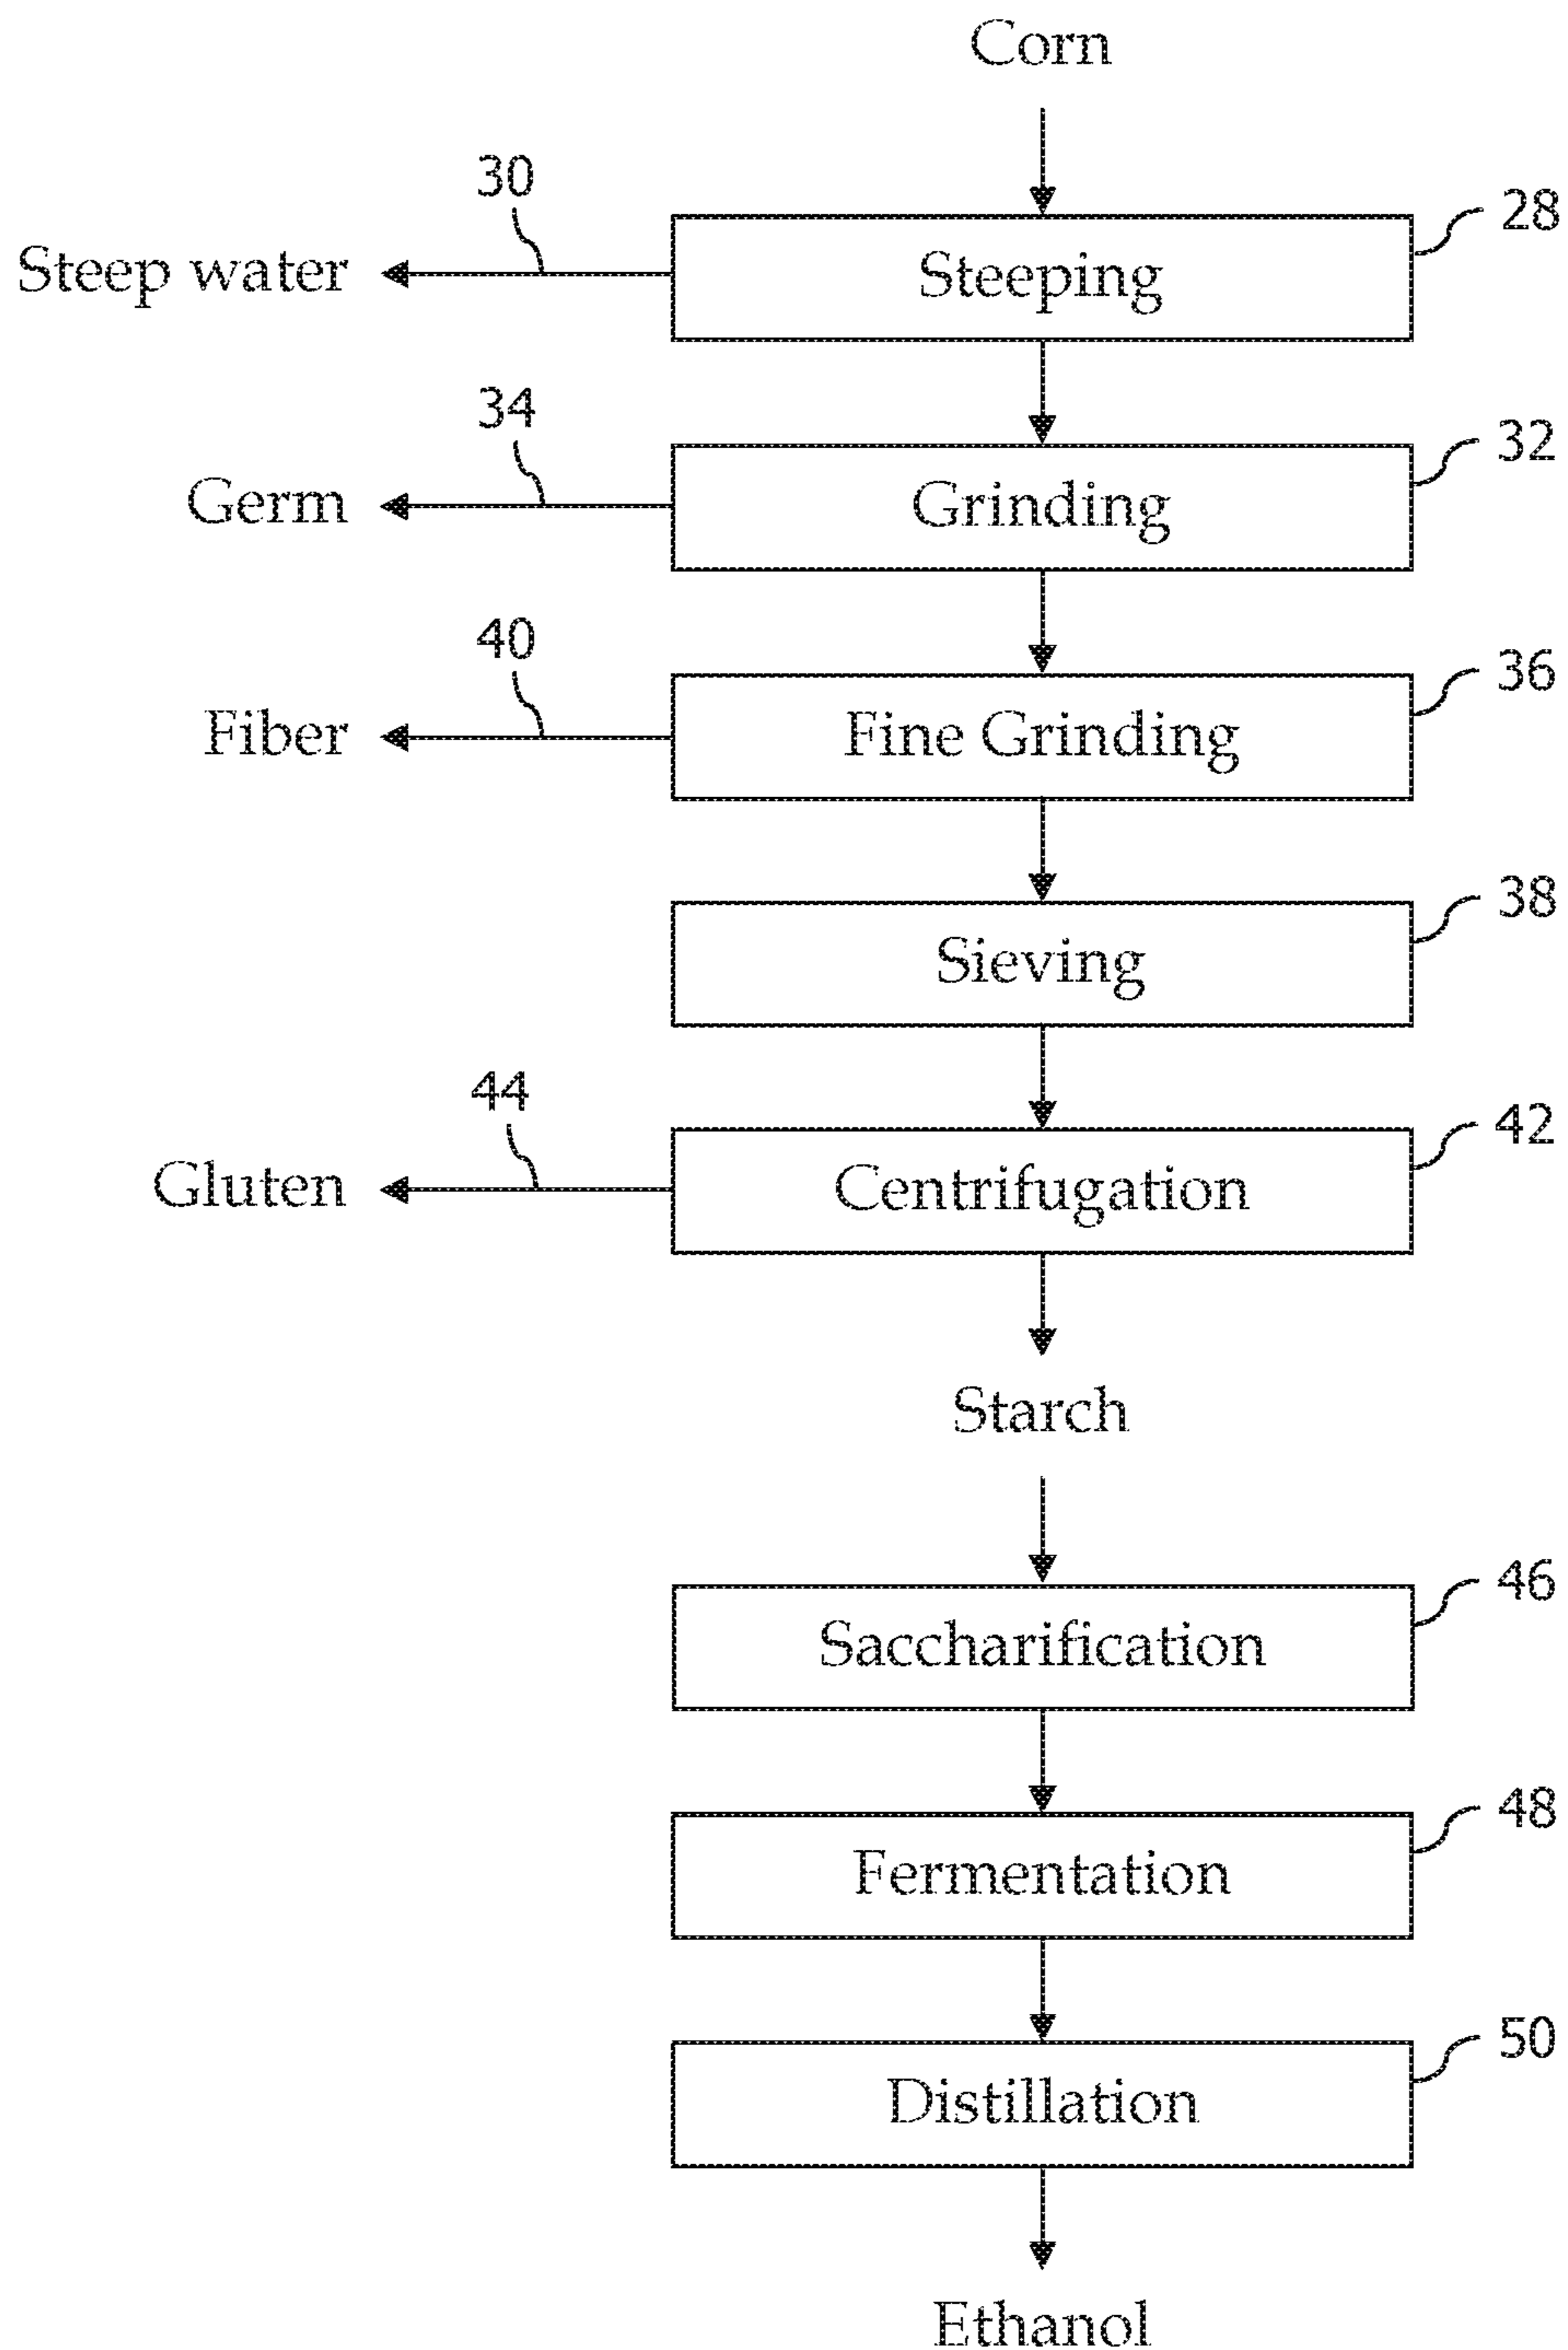 Corn
30
28
Steep water
Steeping
34
32
Germ
Grinding
40
36
Fiber
Fine Grinding
38
Sieving
44
42
Gluten
Centrifugation
Starch
46
Saccharification
48
Fermentation
50
Distillation
Ethanol